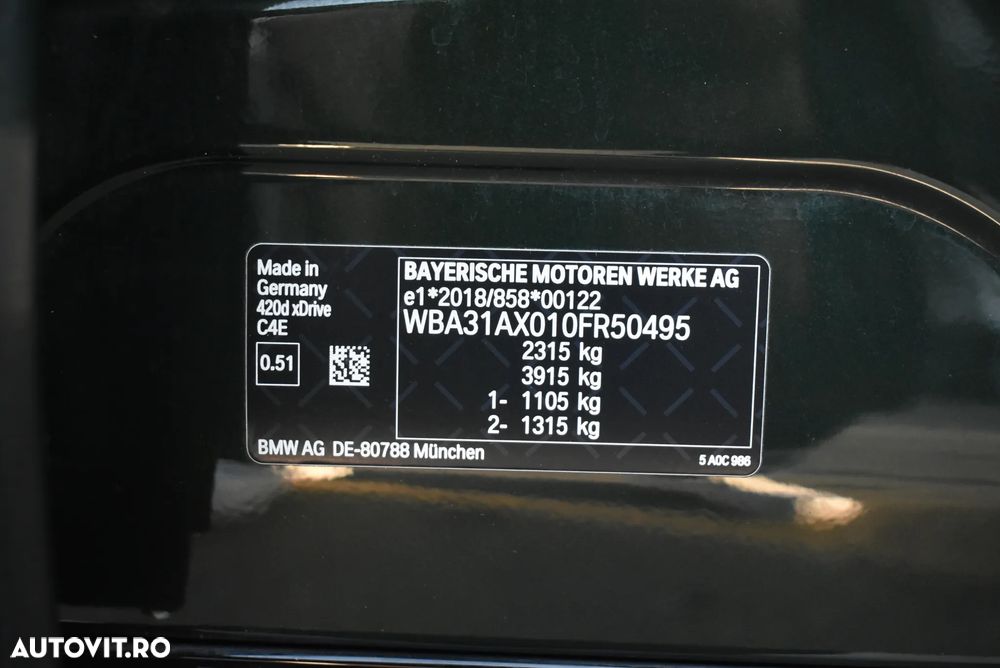 Made in
Germany
420d xDrive
C4E
0.51
BAYERISCHE MOTOREN WERKE AG
e1*2018/858*00122
WBA31AX010FR50495
2315 kg
3915 kg
1- 1105 kg
2- 1315 kg
BMW AG DE-80788 München
5 A0C 986
AUTOVIT.RO